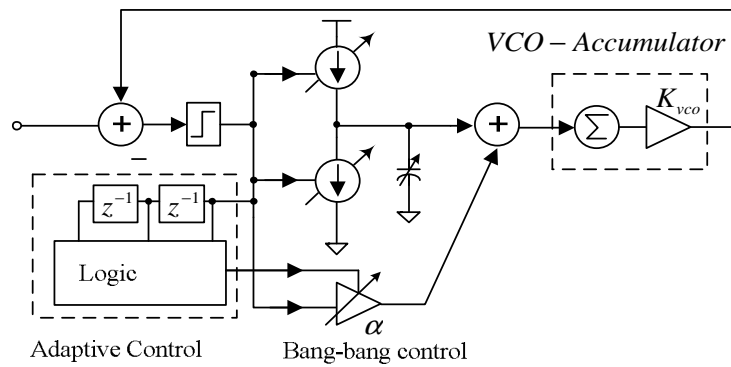 VCO – Accumulator
K_vco
+
–
+
Σ
z⁻¹ z⁻¹
Logic
α
Adaptive Control
Bang-bang control